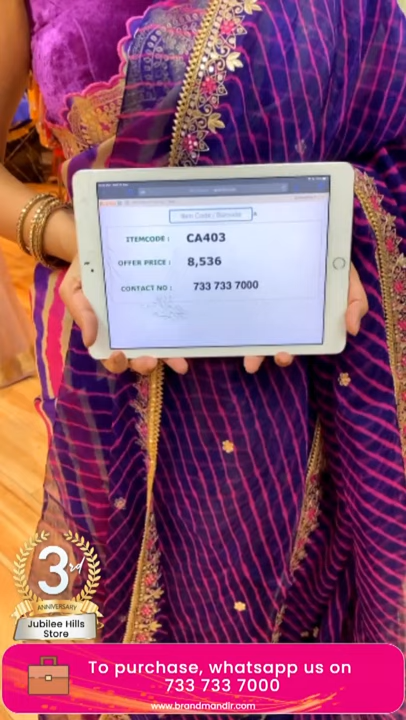 Item Code / Barcode
ITEMCODE : CA403
OFFER PRICE : 8,536
CONTACT NO : 733 733 7000
3rd
ANNIVERSARY
Jubilee Hills
Store
To purchase, whatsapp us on
733 733 7000
www.brandmandir.com